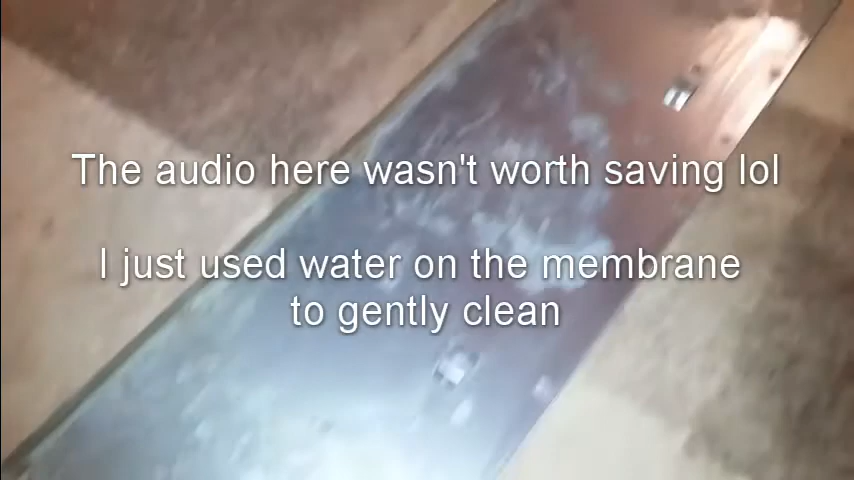 The audio here wasn't worth saving lol
I just used water on the membrane
to gently clean